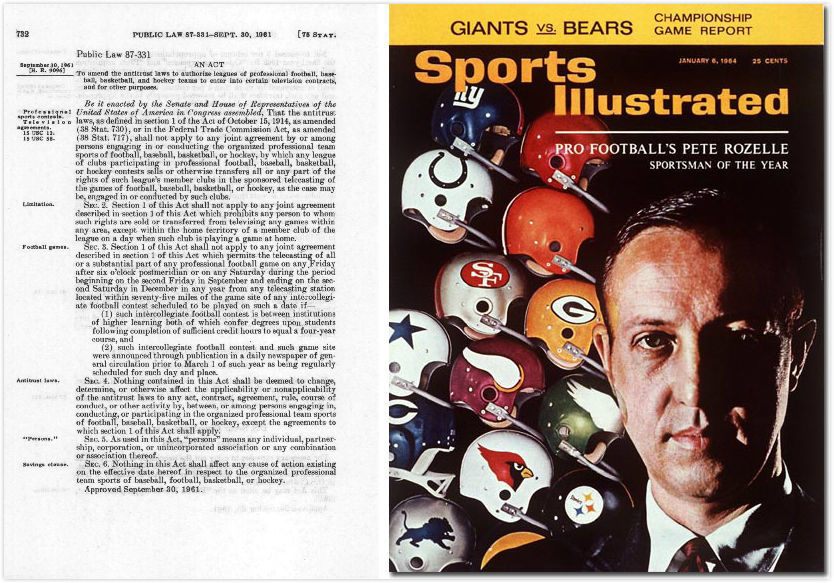 732
PUBLIC LAW 87-331—SEPT. 30, 1961
[75 STAT.
Public Law 87-331
September 30, 1961
[H. R. 9096]
AN ACT
To amend the antitrust laws to authorize leagues of professional football, base-
ball, basketball, and hockey teams to enter into certain television contracts,
and for other purposes.
Professional
sports contests.
Television
agreements.
15 USC 12.
15 USC 58.
Be it enacted by the Senate and House of Representatives of the
United States of America in Congress assembled, That the antitrust
laws, as defined in section 1 of the Act of October 15, 1914, as amended
(38 Stat. 730), or in the Federal Trade Commission Act, as amended
(38 Stat. 717), shall not apply to any joint agreement by or among
persons engaging in or conducting the organized professional team
sports of football, baseball, basketball, or hockey, by which any league
of clubs participating in professional football, baseball, basketball,
or hockey contests sells or otherwise transfers all or any part of the
rights of such league's member clubs in the sponsored telecasting of
the games of football, baseball, basketball, or hockey, as the case may
be, engaged in or conducted by such clubs.
Limitation.
SEC. 2. Section 1 of this Act shall not apply to any joint agreement
described in section 1 of this Act which prohibits any person to whom
such rights are sold or transferred from televising any games within
any area, except within the home territory of a member club of the
league on a day when such club is playing a game at home.
Football games.
SEC. 3. Section 1 of this Act shall not apply to any joint agreement
described in section 1 of this Act which permits the telecasting of all
or a substantial part of any professional football game on any Friday
after six o'clock postmeridian or on any Saturday during the period
beginning on the second Friday in September and ending on the sec-
ond Saturday in December in any year from any telecasting station
located within seventy-five miles of the game site of any intercollegi-
ate football contest scheduled to be played on such a date if—
(1) such intercollegiate football contest is between institutions
of higher learning both of which confer degrees upon students
following completion of sufficient credit hours to equal a four-year
course, and
(2) such intercollegiate football contest and such game site
were announced through publication in a daily newspaper of gen-
eral circulation prior to March 1 of such year as being regularly
scheduled for such day and place.
Antitrust laws.
SEC. 4. Nothing contained in this Act shall be deemed to change,
determine, or otherwise affect the applicability or nonapplicability
of the antitrust laws to any act, contract, agreement, rule, course of
conduct, or other activity by, between, or among persons engaging in,
conducting, or participating in the organized professional team sports
of football, baseball, basketball, or hockey, except the agreements to
which section 1 of this Act shall apply.
"Persons."
SEC. 5. As used in this Act, "persons" means any individual, partner-
ship, corporation, or unincorporated association or any combination
or association thereof.
Savings clause.
SEC. 6. Nothing in this Act shall affect any cause of action existing
on the effective date hereof in respect to the organized professional
team sports of baseball, football, basketball, or hockey.
Approved September 30, 1961.
GIANTS VS. BEARS
CHAMPIONSHIP
GAME REPORT
Sports
Illustrated
JANUARY 6, 1964
25 CENTS
PRO FOOTBALL'S PETE ROZELLE
SPORTSMAN OF THE YEAR
ny
SF
G
Steelers